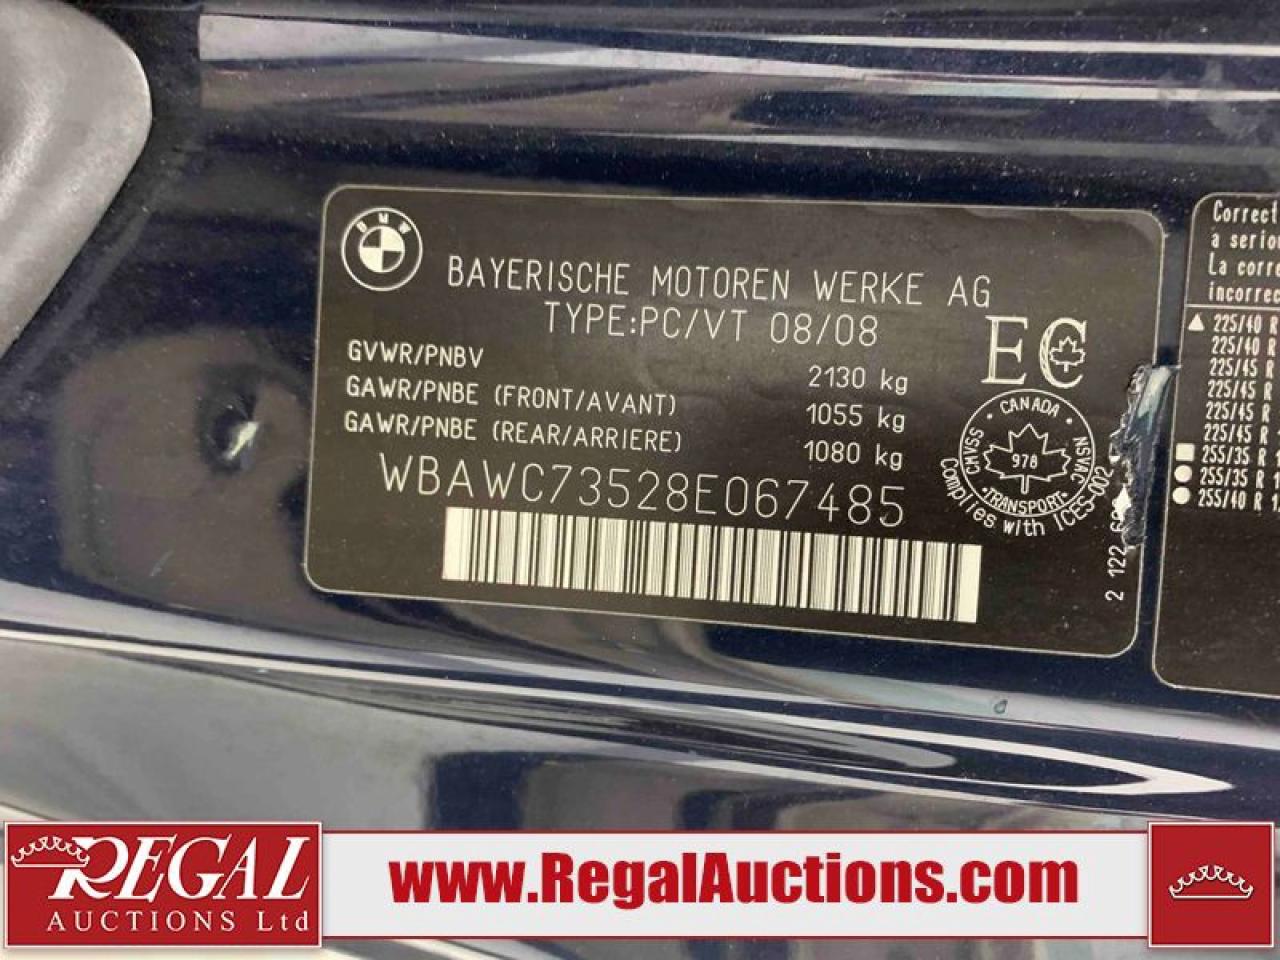 BMW
BAYERISCHE MOTOREN WERKE AG
TYPE:PC/VT 08/08
GVWR/PNBV 2130 kg
GAWR/PNBE (FRONT/AVANT) 1055 kg
GAWR/PNBE (REAR/ARRIERE) 1080 kg
WBAWC73528E067485
EC
CANADA
CMVSS 978 NSVAC
TRANSPORT
Complies with ICES-002
2 122
Correct
a seriou
La corre
incorrec
225/40 R
225/40 R
225/45 R
225/45 R
225/45 R
225/45 R
255/35 R
255/35 R
255/40 R
REGAL
AUCTIONS Ltd
www.RegalAuctions.com